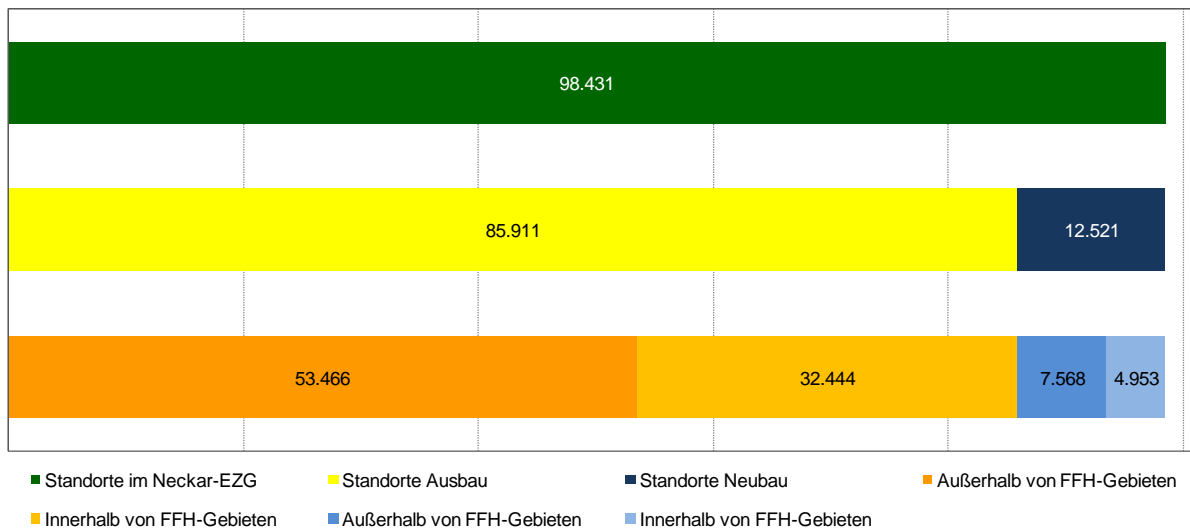 98.431
85.911 12.521
53.466 32.444 7.568 4.953
Standorte im Neckar-EZG Standorte Ausbau Standorte Neubau Außerhalb von FFH-Gebieten
Innerhalb von FFH-Gebieten Außerhalb von FFH-Gebieten Innerhalb von FFH-Gebieten